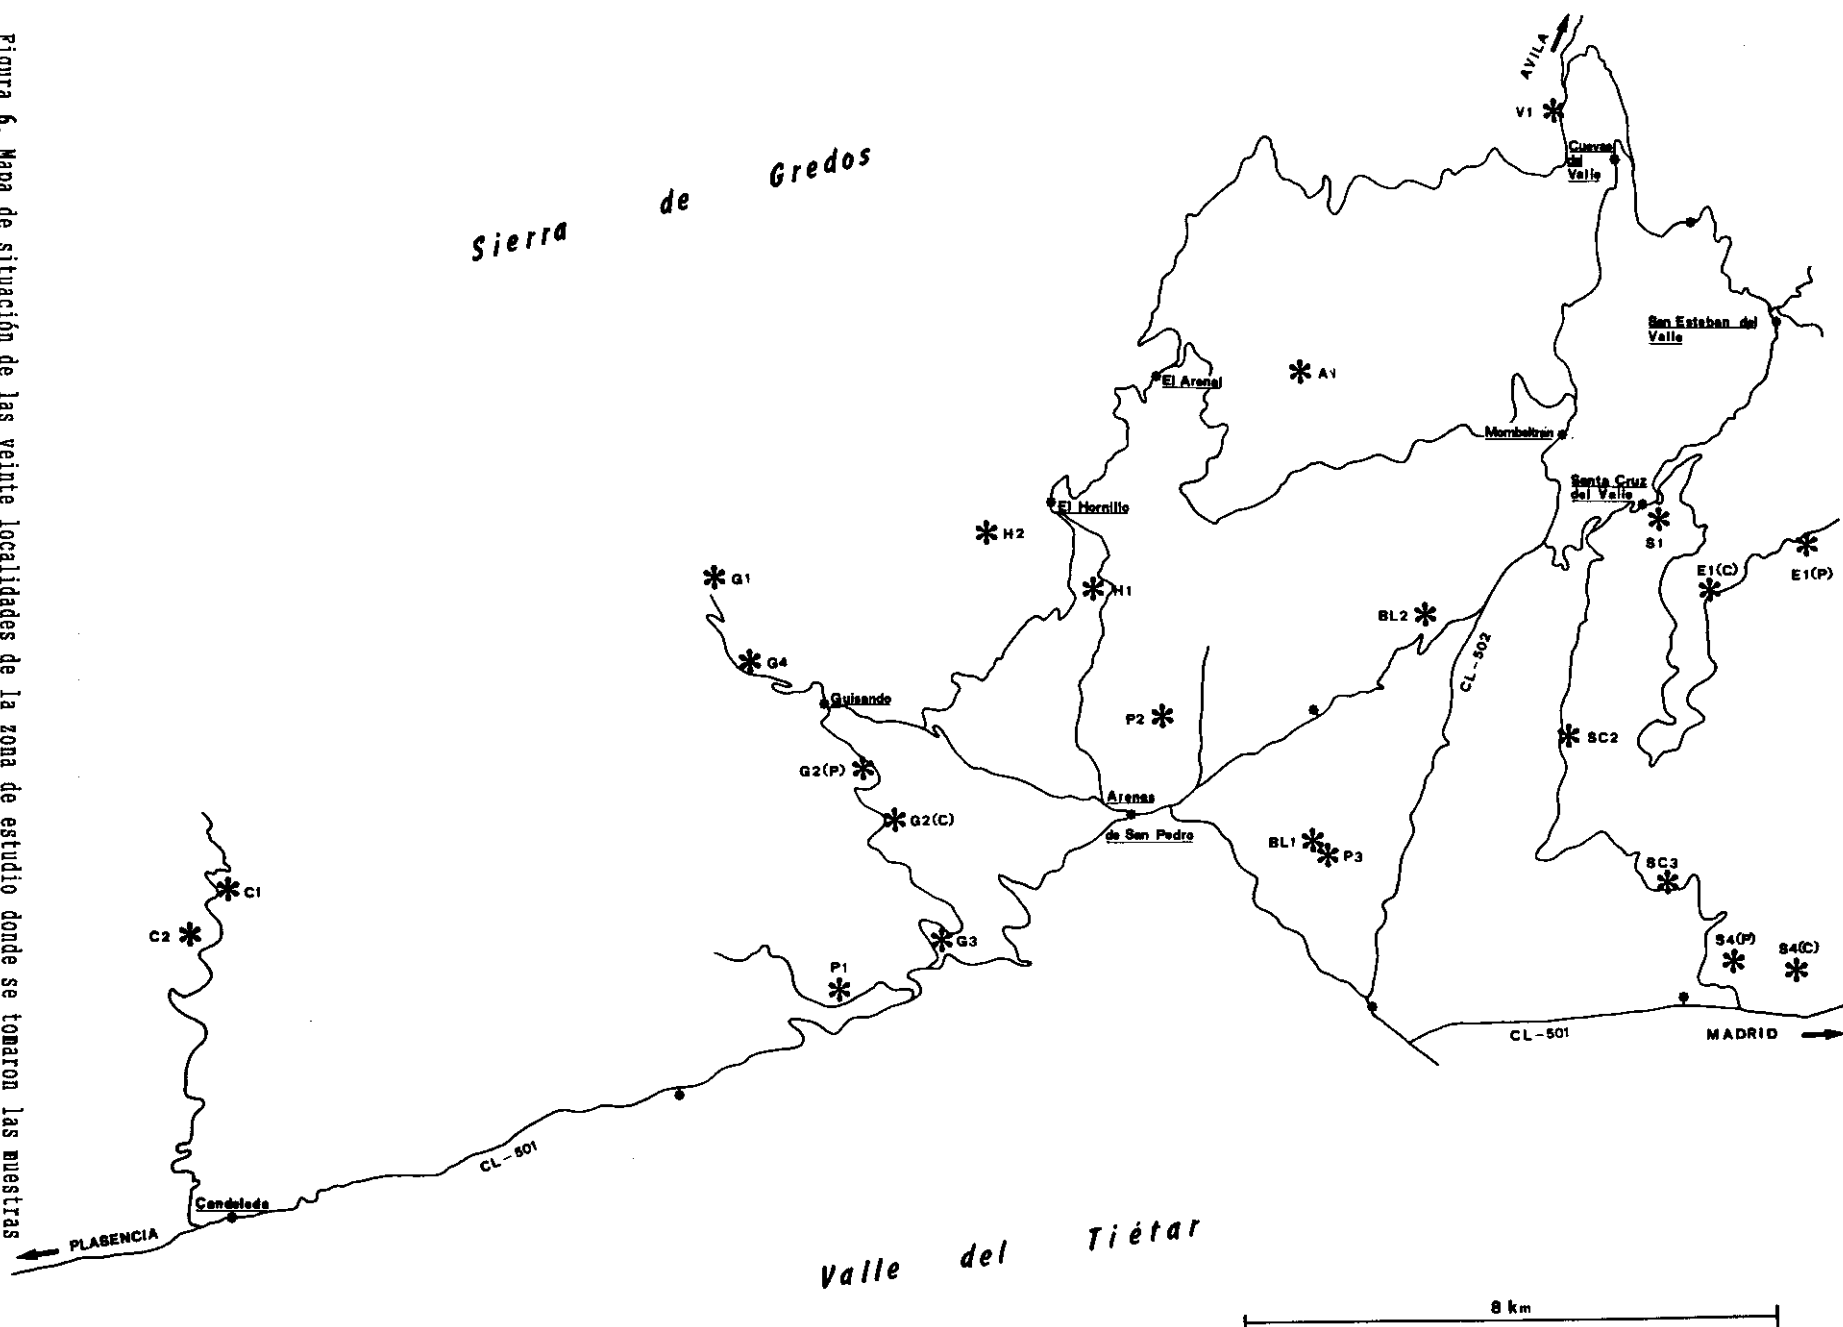 Figura 6. Mapa de situación de las veinte localidades de la zona de estudio donde se tomaron las muestras
Sierra de Gredos
AVILA
V1
Cuevas
del
Valle
San Esteban del
Valle
El Arenal
A1
Mombeltrán
Santa Cruz
del Valle
S1
El Hornillo
H2
H1
G1
G4
E1(C)
E1(P)
BL2
CL-502
Guisando
P2
SC2
G2(P)
G2(C)
Arenas
de San Pedro
BL1
P3
SC3
C1
C2
G3
P1
S4(P)
S4(C)
CL-501
MADRID
CL-501
Candeleda
PLASENCIA
Valle del Tiétar
8 km